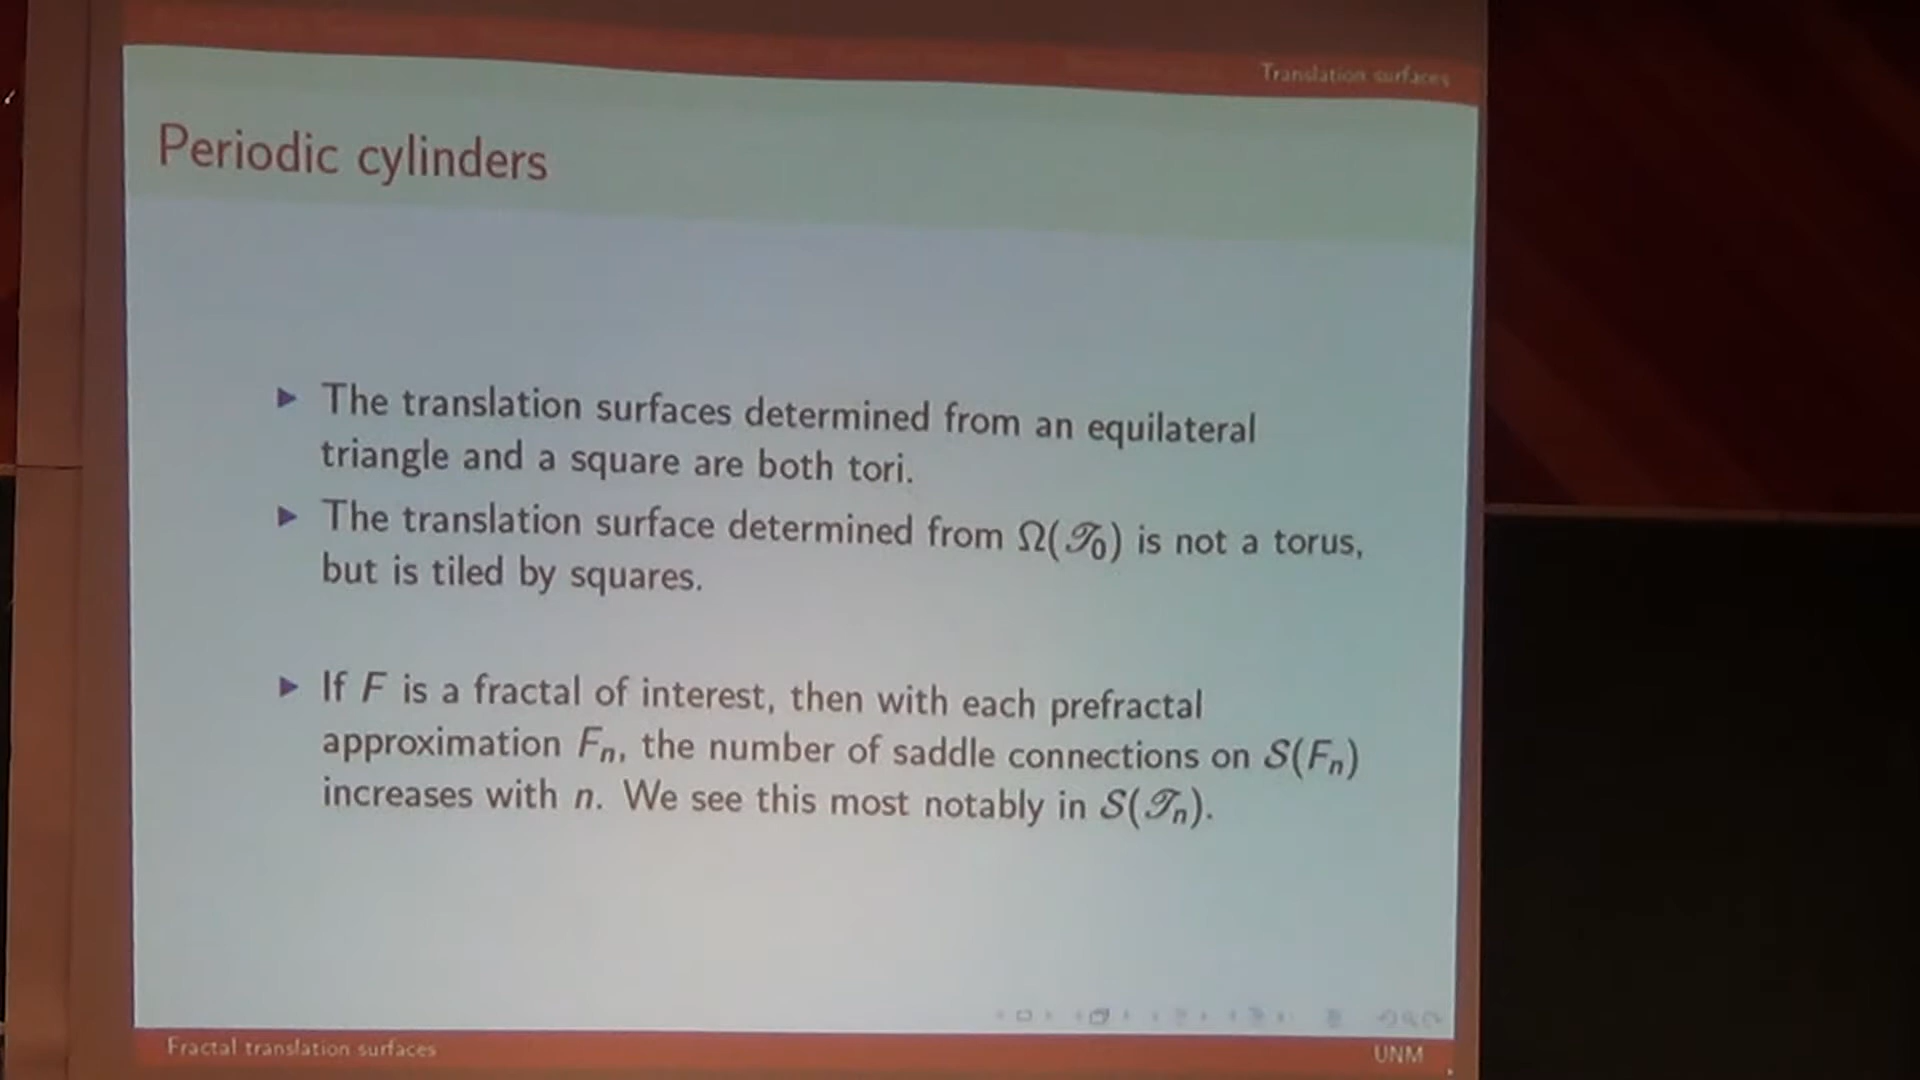 Translation surfaces
Periodic cylinders
▶ The translation surfaces determined from an equilateral
triangle and a square are both tori.
▶ The translation surface determined from Ω(𝒯₀) is not a torus,
but is tiled by squares.
▶ If F is a fractal of interest, then with each prefractal
approximation Fₙ, the number of saddle connections on 𝒮(Fₙ)
increases with n. We see this most notably in 𝒮(𝒯ₙ).
Fractal translation surfaces
UNM